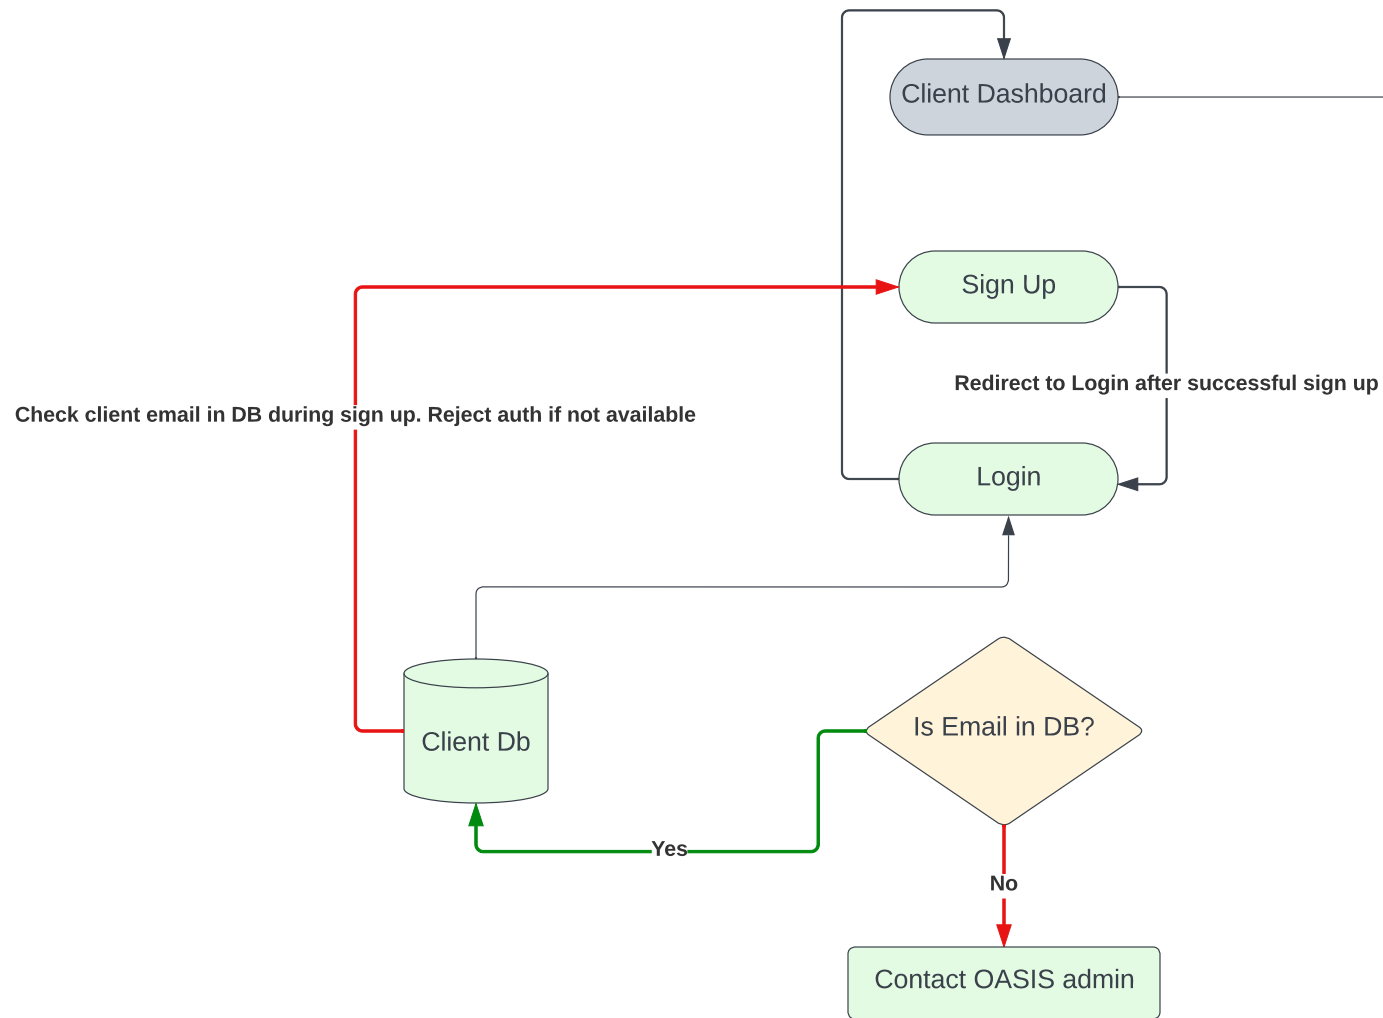 Client Dashboard
Sign Up
Redirect to Login after successful sign up
Check client email in DB during sign up. Reject auth if not available
Login
Is Email in DB?
Client Db
Yes
No
Contact OASIS admin